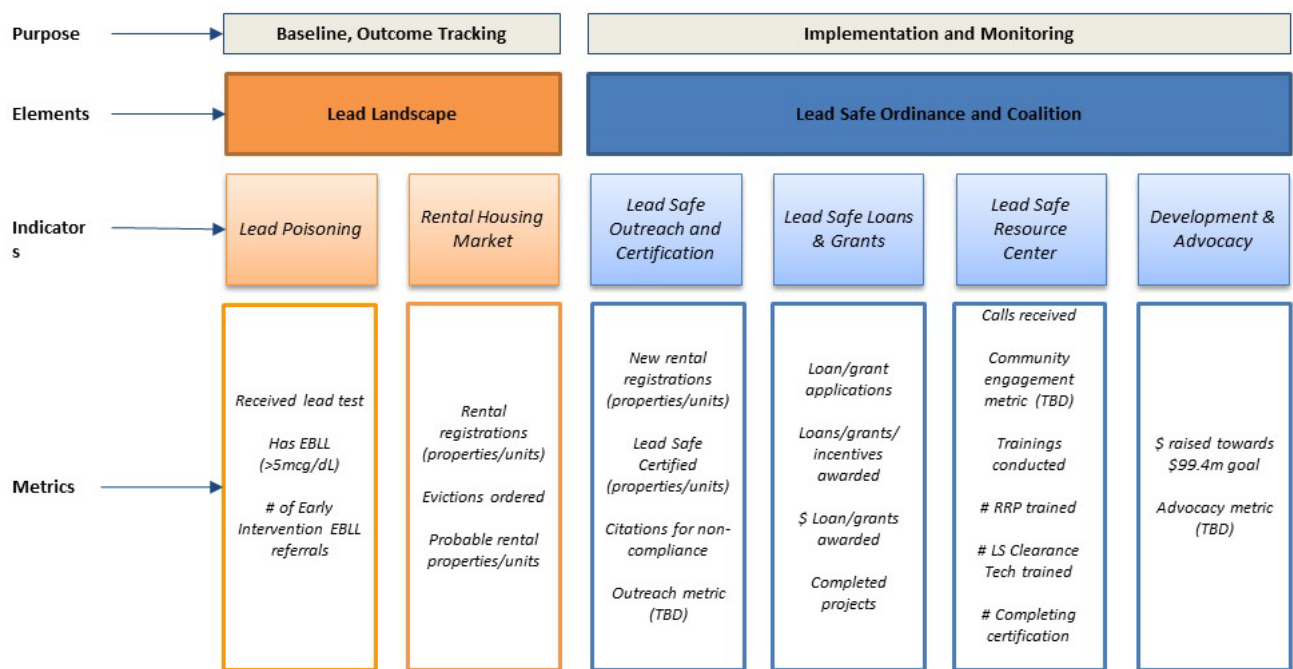 Purpose
Baseline, Outcome Tracking
Implementation and Monitoring
Elements
Lead Landscape
Lead Safe Ordinance and Coalition
Indicator
s
Lead Poisoning
Rental Housing
Market
Lead Safe
Outreach and
Certification
Lead Safe Loans
& Grants
Lead Safe
Resource
Center
Development &
Advocacy
Metrics
Received lead test
Has EBLL
(>5mcg/dL)
# of Early
Intervention EBLL
referrals
Rental
registrations
(properties/units)
Evictions ordered
Probable rental
properties/units
New rental
registrations
(properties/units)
Lead Safe
Certified
(properties/units)
Citations for non-
compliance
Outreach metric
(TBD)
Loan/grant
applications
Loans/grants/
incentives
awarded
$ Loan/grants
awarded
Completed
projects
Calls received
Community
engagement
metric (TBD)
Trainings
conducted
# RRP trained
# LS Clearance
Tech trained
# Completing
certification
$ raised towards
$99.4m goal
Advocacy metric
(TBD)